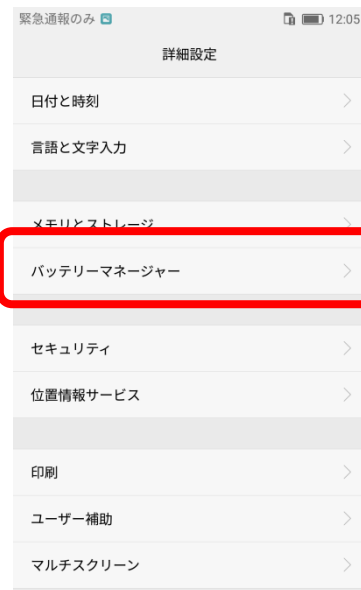 緊急通報のみ 12:05
詳細設定
日付と時刻
言語と文字入力
メモリとストレージ
バッテリーマネージャー
セキュリティ
位置情報サービス
印刷
ユーザー補助
マルチスクリーン